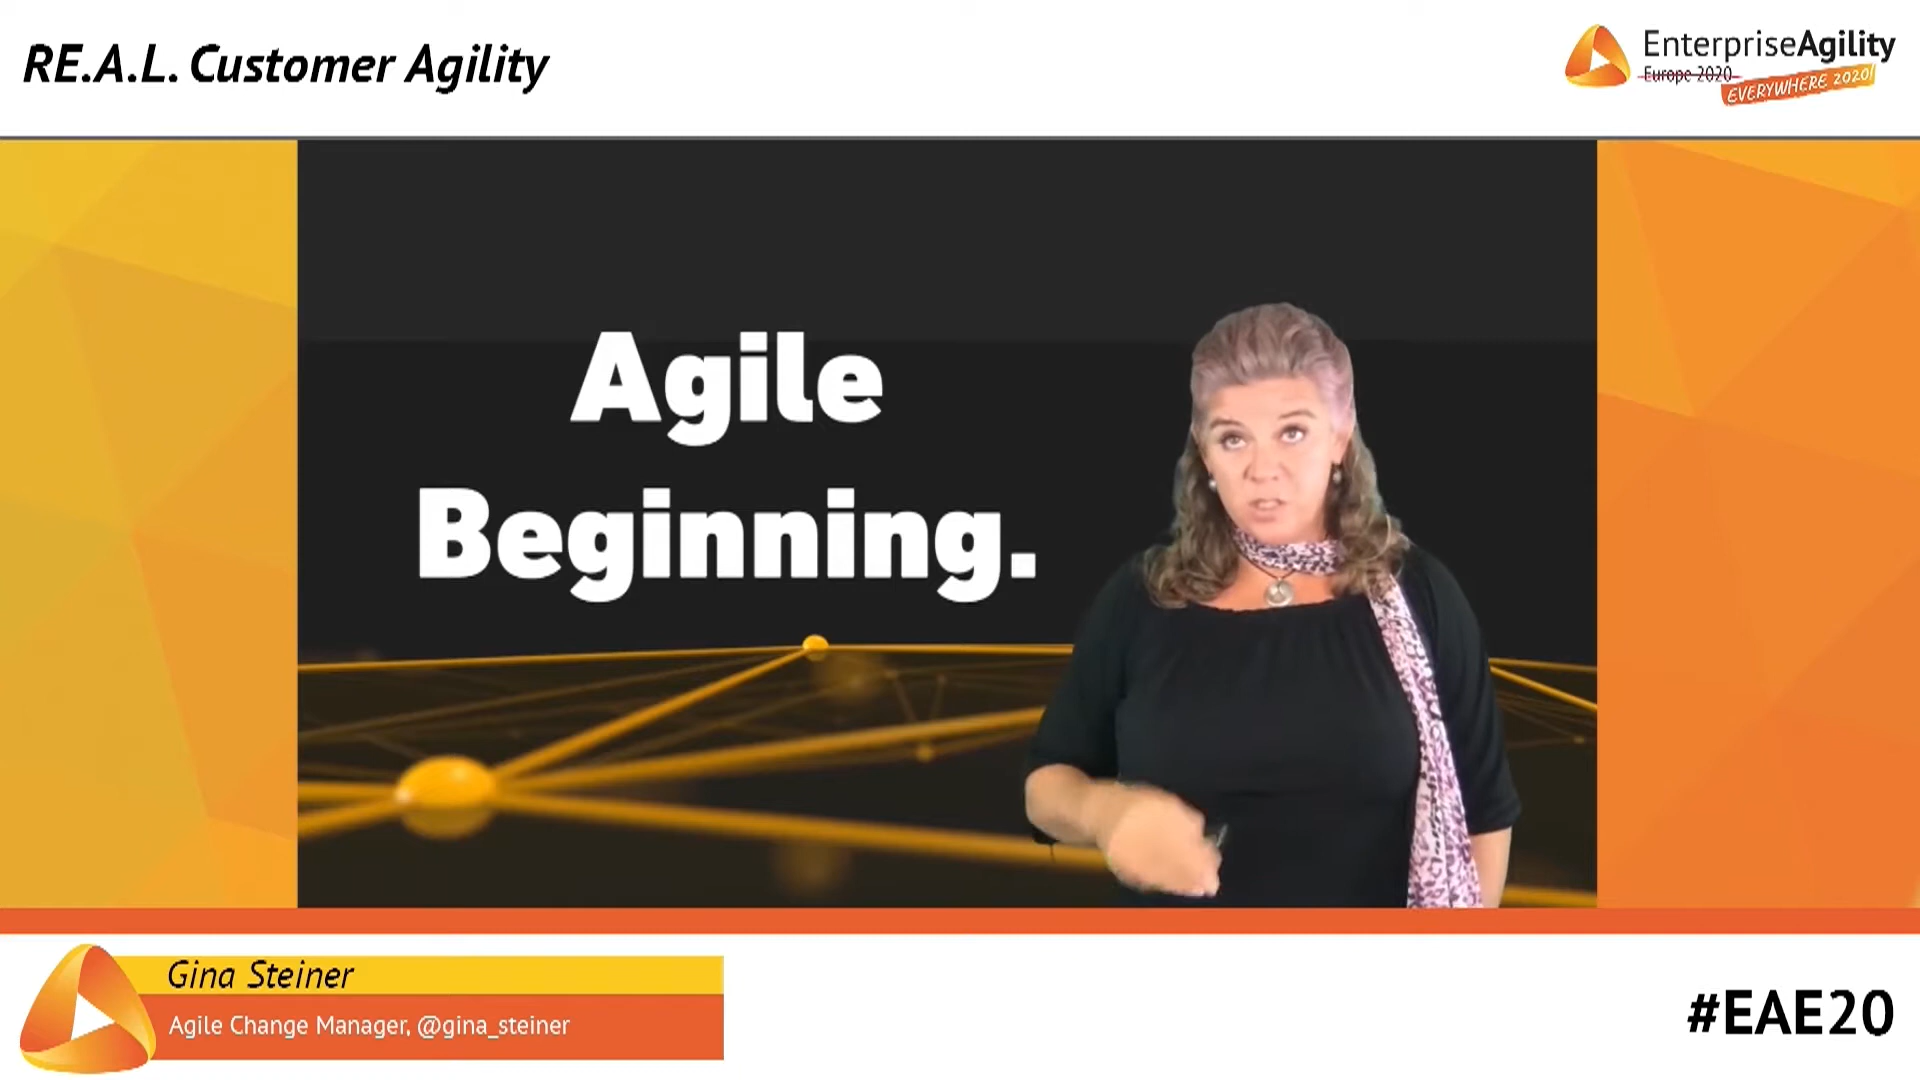 RE.A.L. Customer Agility
EnterpriseAgility
Europe 2020
EVERYWHERE 2020!
Agile
Beginning.
Gina Steiner
Agile Change Manager, @gina_steiner
#EAE20